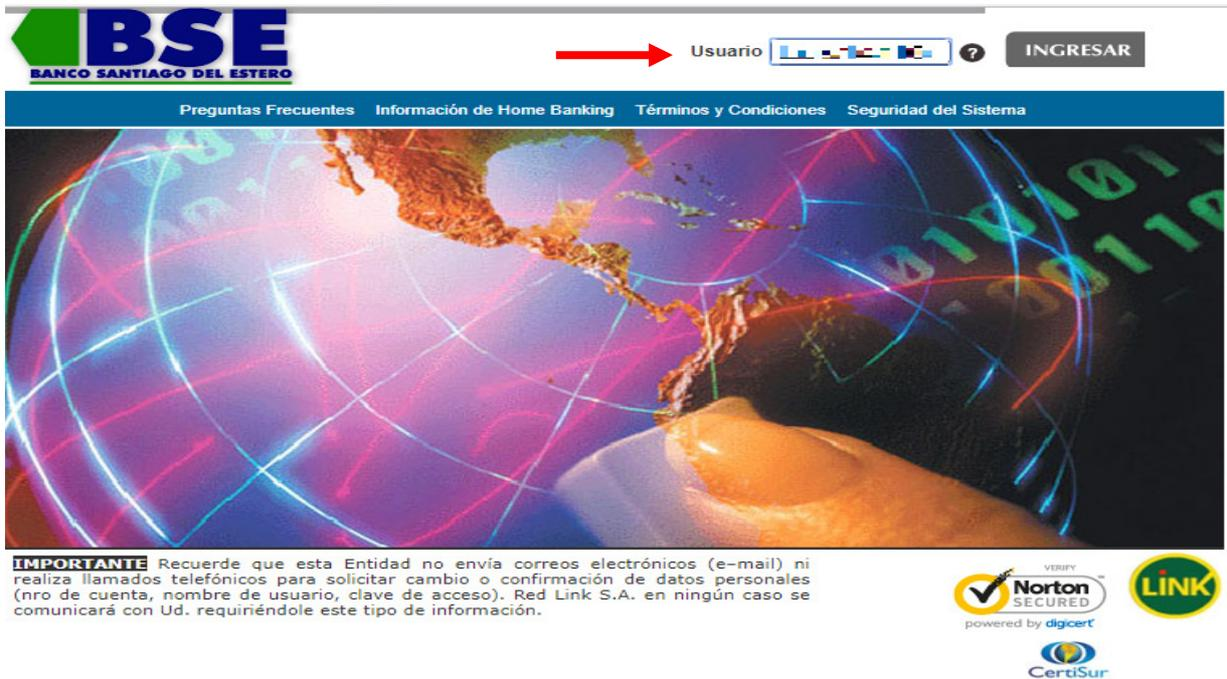 BSE
BANCO SANTIAGO DEL ESTERO
Usuario
?
INGRESAR
Preguntas Frecuentes Información de Home Banking Términos y Condiciones Seguridad del Sistema
IMPORTANTE Recuerde que esta Entidad no envía correos electrónicos (e-mail) ni
realiza llamados telefónicos para solicitar cambio o confirmación de datos personales
(nro de cuenta, nombre de usuario, clave de acceso). Red Link S.A. en ningún caso se
comunicará con Ud. requiriéndole este tipo de información.
VERIFY
Norton
SECURED
powered by digicert
LINK
CertiSur